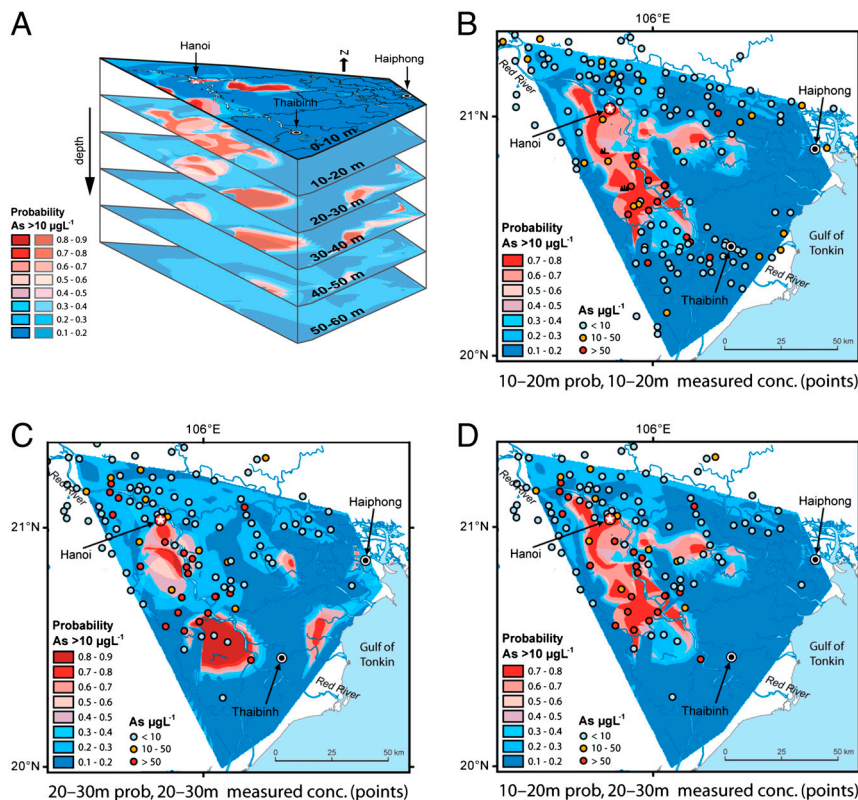 A
Hanoi
Z
Haiphong
Thaibinh
depth
0-10 m
10-20 m
20-30 m
30-40 m
40-50 m
50-60 m
Probability
As >10 µgL-1
0.8 - 0.9
0.7 - 0.8
0.6 - 0.7
0.5 - 0.6
0.4 - 0.5
0.3 - 0.4
0.2 - 0.3
0.1 - 0.2
B
106°E
Red River
21°N
Hanoi
Haiphong
Gulf of
Tonkin
Red River
Thaibinh
Probability
As >10 µgL-1
0.7 - 0.8
0.6 - 0.7
0.5 - 0.6
0.4 - 0.5
0.3 - 0.4
0.2 - 0.3
0.1 - 0.2
As µgL-1
< 10
10 - 50
> 50
0 25 50 km
20°N
10–20m prob, 10–20m measured conc. (points)
C
106°E
Red River
21°N
Hanoi
Haiphong
Gulf of
Tonkin
Red River
Thaibinh
Probability
As >10 µgL-1
0.8 - 0.9
0.7 - 0.8
0.6 - 0.7
0.5 - 0.6
0.4 - 0.5
0.3 - 0.4
0.2 - 0.3
0.1 - 0.2
As µgL-1
< 10
10 - 50
> 50
0 25 50 km
20°N
20–30m prob, 20–30m measured conc. (points)
D
106°E
Red River
21°N
Hanoi
Haiphong
Gulf of
Tonkin
Red River
Thaibinh
Probability
As >10 µgL-1
0.7 - 0.8
0.6 - 0.7
0.5 - 0.6
0.4 - 0.5
0.3 - 0.4
0.2 - 0.3
0.1 - 0.2
As µgL-1
< 10
10 - 50
> 50
0 25 50 km
20°N
10–20m prob, 20–30m measured conc. (points)